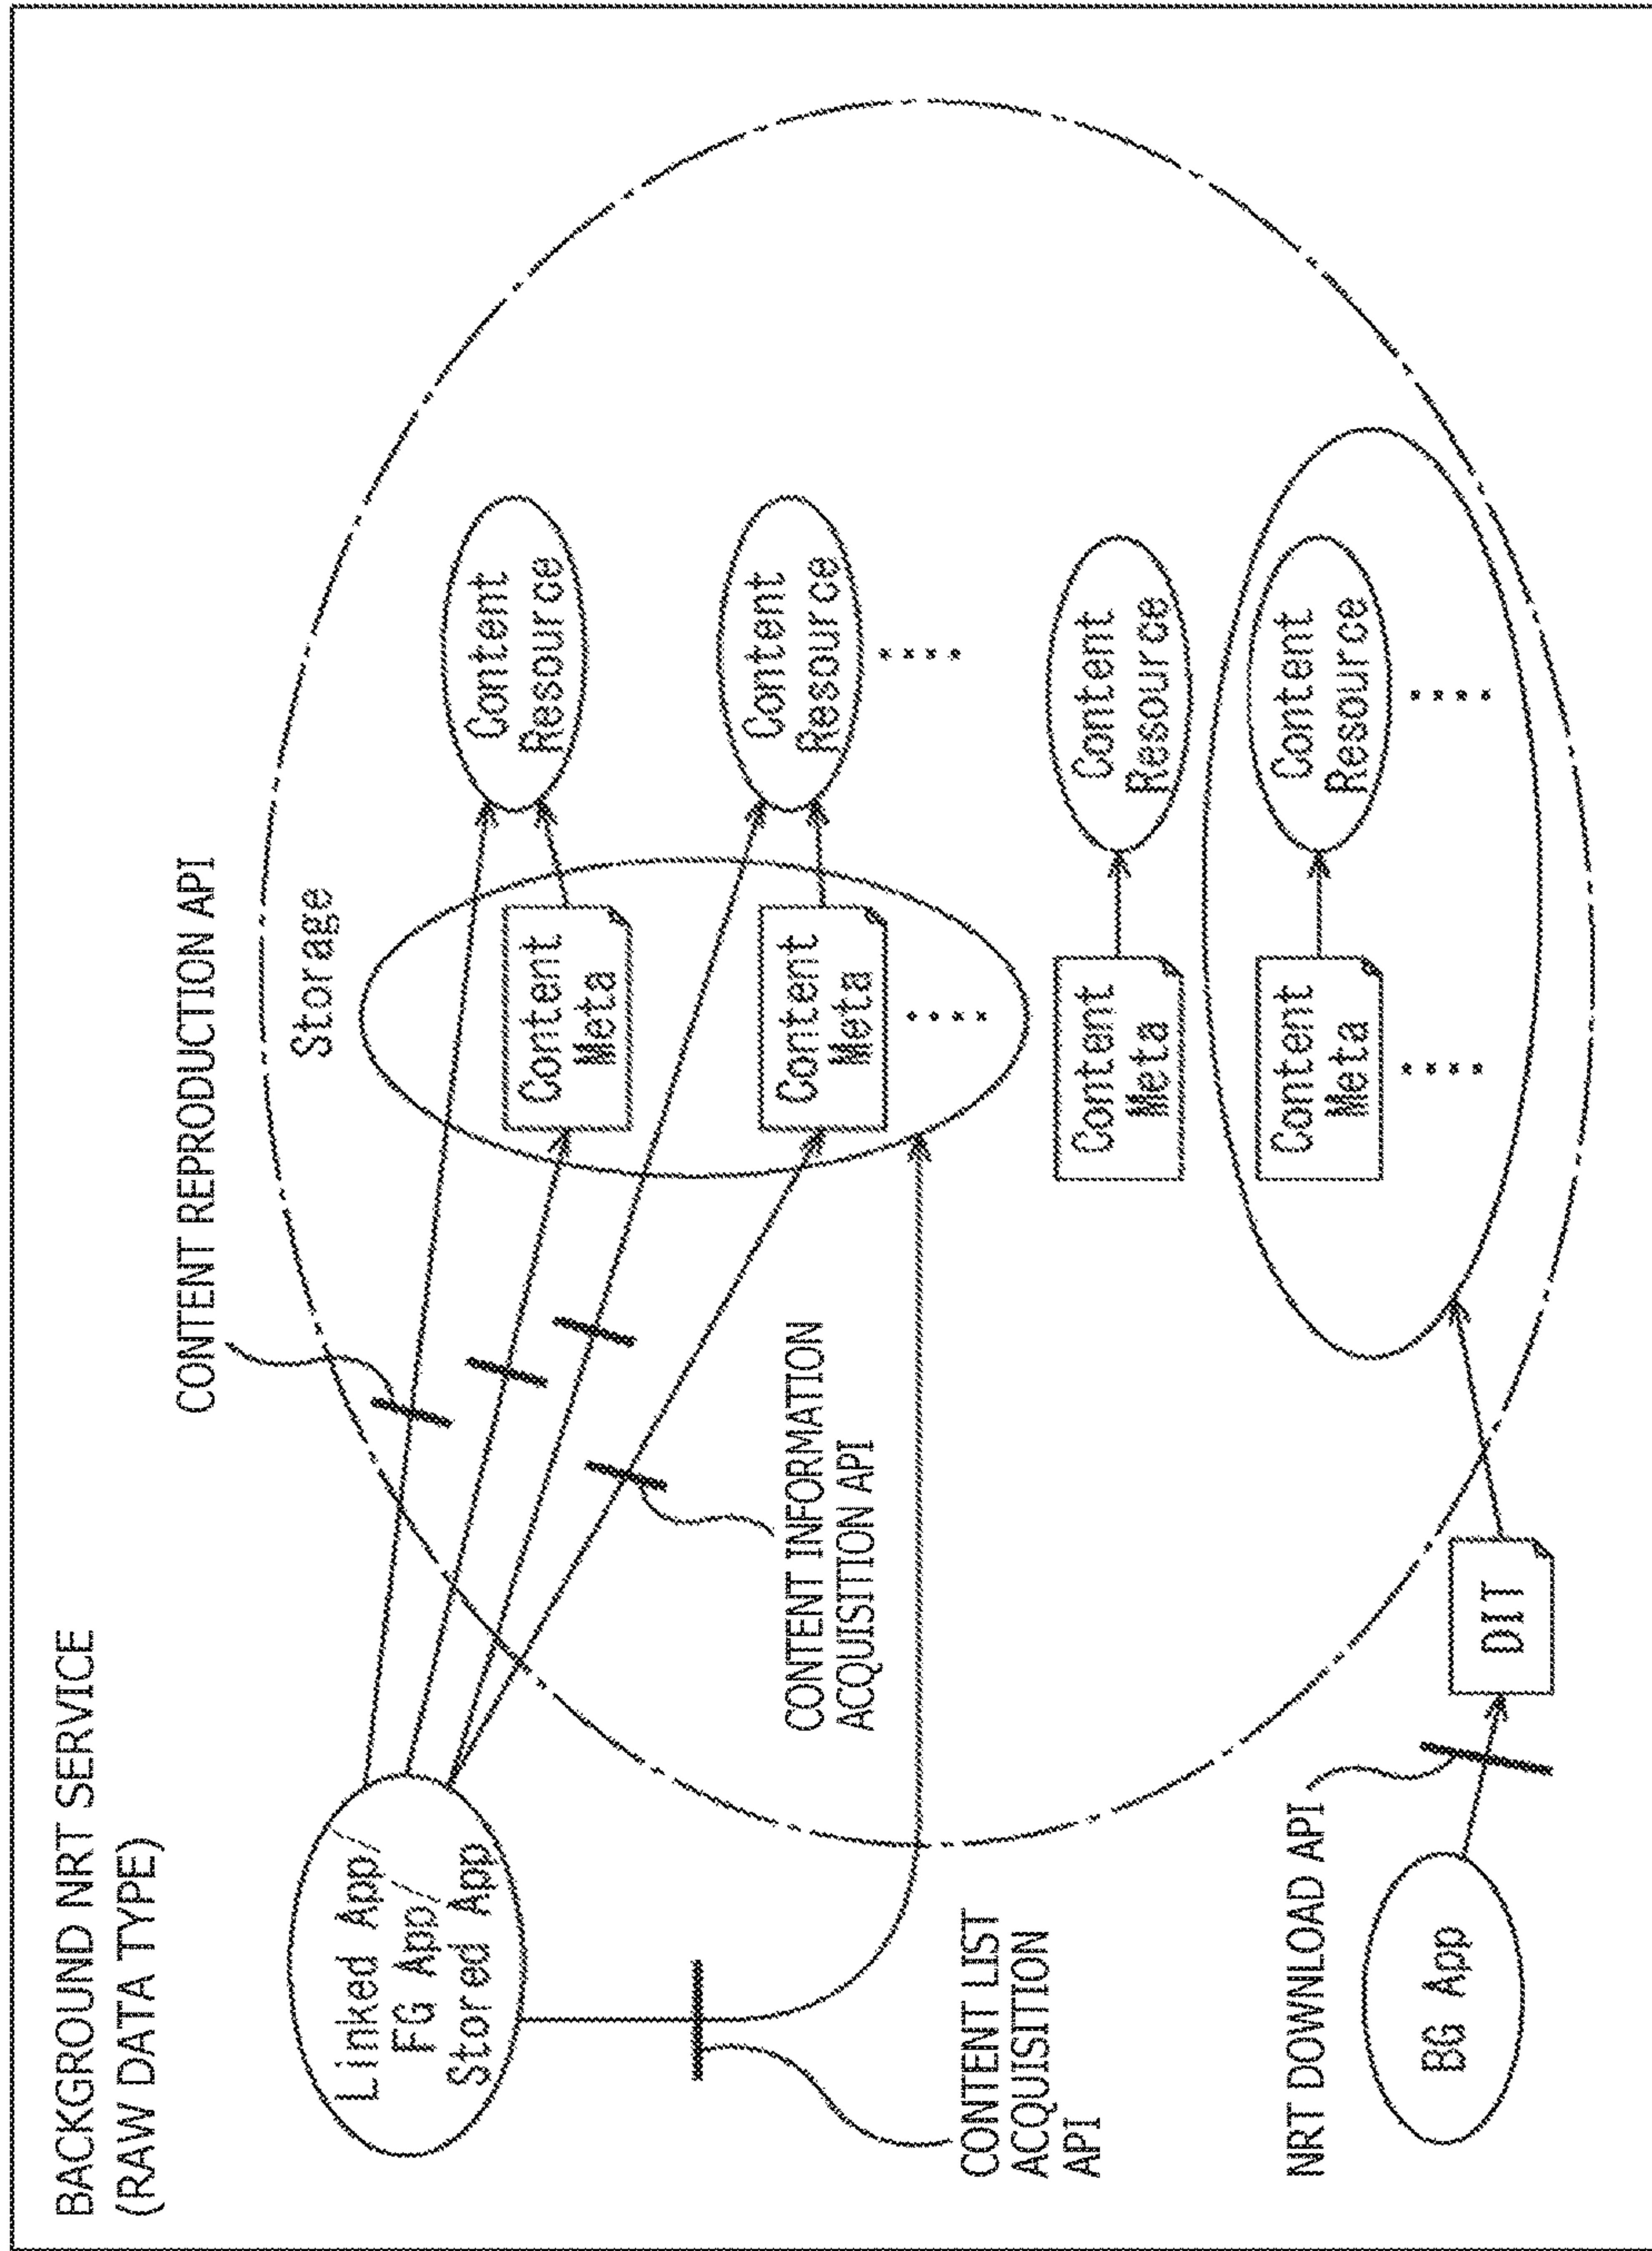 BACKGROUND NRT SERVICE
(RAW DATA TYPE)
CONTENT REPRODUCTION API
Storage
Linked App/
FG App/
Stored App
Content
Meta
Content
Resource
Content
Meta
Content
Resource
CONTENT INFORMATION
ACQUISITION API
CONTENT LIST
ACQUISITION
API
Content
Meta
Content
Resource
Content
Meta
Content
Resource
NRT DOWNLOAD API
BG App
DIT